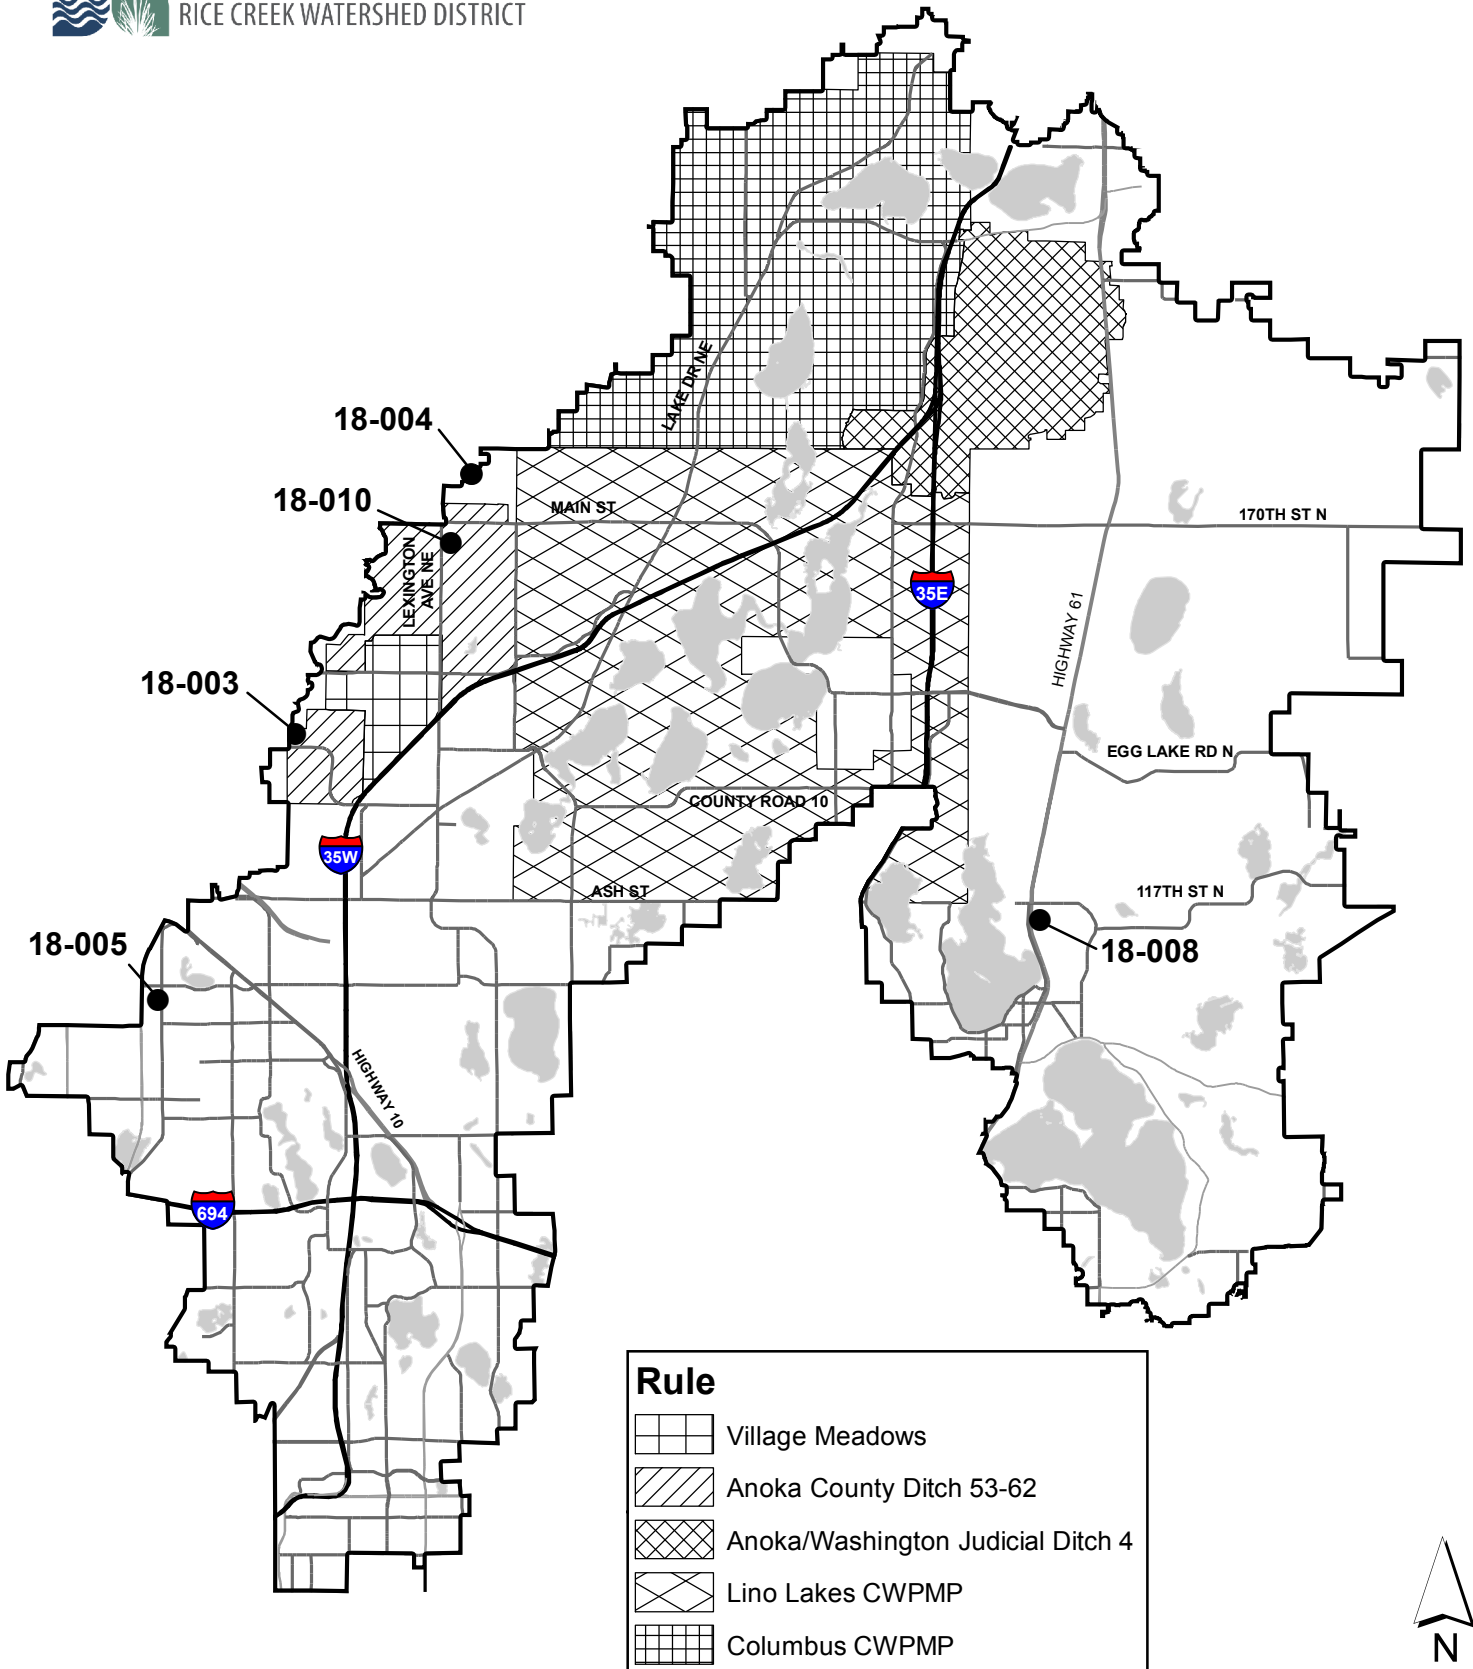 RICE CREEK WATERSHED DISTRICT
LAKE DR NE
18-004
18-010
MAIN ST
170TH ST N
LEXINGTON
AVE NE
35E
HIGHWAY 61
18-003
EGG LAKE RD N
COUNTY ROAD 10
35W
ASH ST
117TH ST N
18-005
18-008
HIGHWAY 10
694
Rule
Village Meadows
Anoka County Ditch 53-62
Anoka/Washington Judicial Ditch 4
Lino Lakes CWPMP
Columbus CWPMP
N